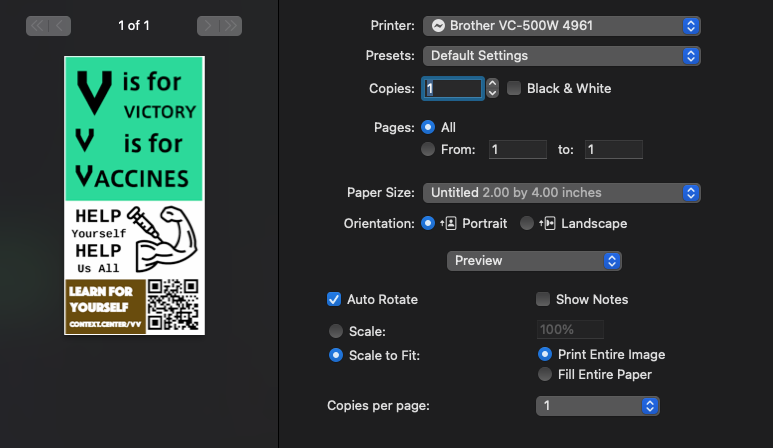 << < 1 of 1 > >>
V is for
VICTORY
V is for
VACCINES
HELP
Yourself
HELP
Us All
LEARN FOR
YOURSELF
CONTEXT.CENTER/VV
Printer: Brother VC-500W 4961
Presets: Default Settings
Copies: 1 Black & White
Pages: All
From: 1 to: 1
Paper Size: Untitled 2.00 by 4.00 inches
Orientation: Portrait Landscape
Preview
Auto Rotate Show Notes
Scale: 100%
Scale to Fit: Print Entire Image
Fill Entire Paper
Copies per page: 1